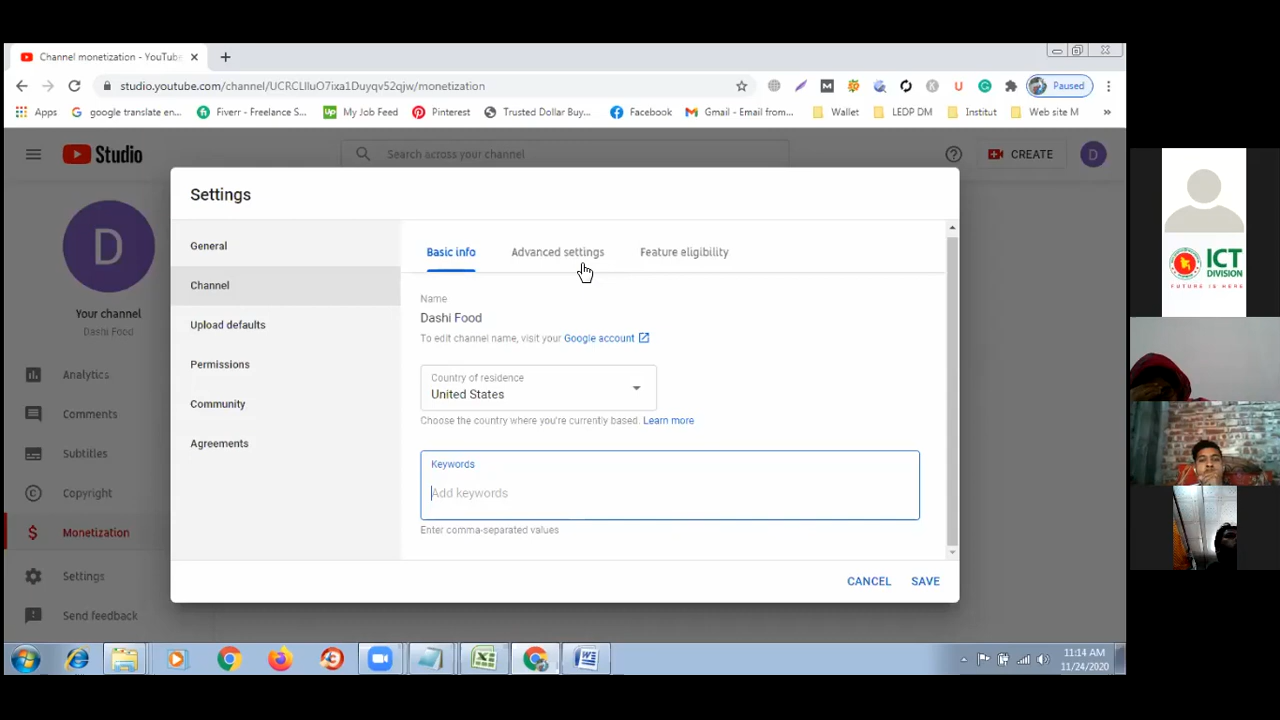 Channel monetization - YouTub
studio.youtube.com/channel/UCRCLIluO7ixa1Duyqv52qjw/monetization
Paused
Apps
google translate en...
Fiverr - Freelance S...
My Job Feed
Pinterest
Trusted Dollar Buy...
Facebook
Gmail - Email from...
Wallet
LEDP DM
Institut
Web site M
»
Studio
Search across your channel
CREATE
D
D
Your channel
Dashi Food
Analytics
Comments
Subtitles
Copyright
Monetization
Settings
Send feedback
Settings
General
Channel
Upload defaults
Permissions
Community
Agreements
Basic info
Advanced settings
Feature eligibility
Name
Dashi Food
To edit channel name, visit your Google account
Country of residence
United States
Choose the country where you're currently based. Learn more
Keywords
Add keywords
Enter comma-separated values
CANCEL
SAVE
11:14 AM
11/24/2020
ICT
DIVISION
FUTURE IS HERE